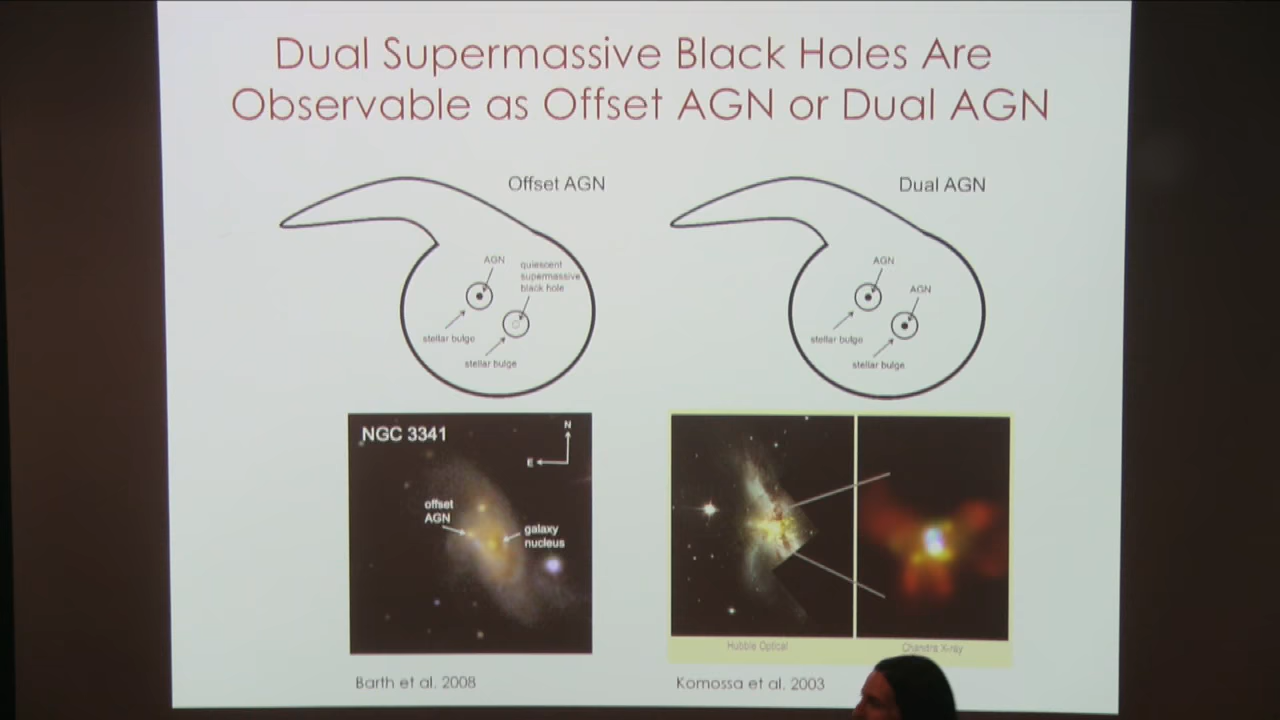 Dual Supermassive Black Holes Are
Observable as Offset AGN or Dual AGN
Offset AGN
AGN
quiescent
supermassive
black hole
stellar bulge
stellar bulge
Dual AGN
AGN
AGN
stellar bulge
stellar bulge
NGC 3341
N
E
offset
AGN
galaxy
nucleus
Barth et al. 2008
Hubble Optical
Chandra X-ray
Komossa et al. 2003